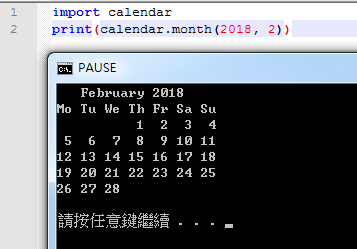 1 import calendar
2 print(calendar.month(2018, 2))
C:\. PAUSE
   February 2018
Mo Tu We Th Fr Sa Su
          1  2  3  4
 5  6  7  8  9 10 11
12 13 14 15 16 17 18
19 20 21 22 23 24 25
26 27 28
請按任意鍵繼續 . . .